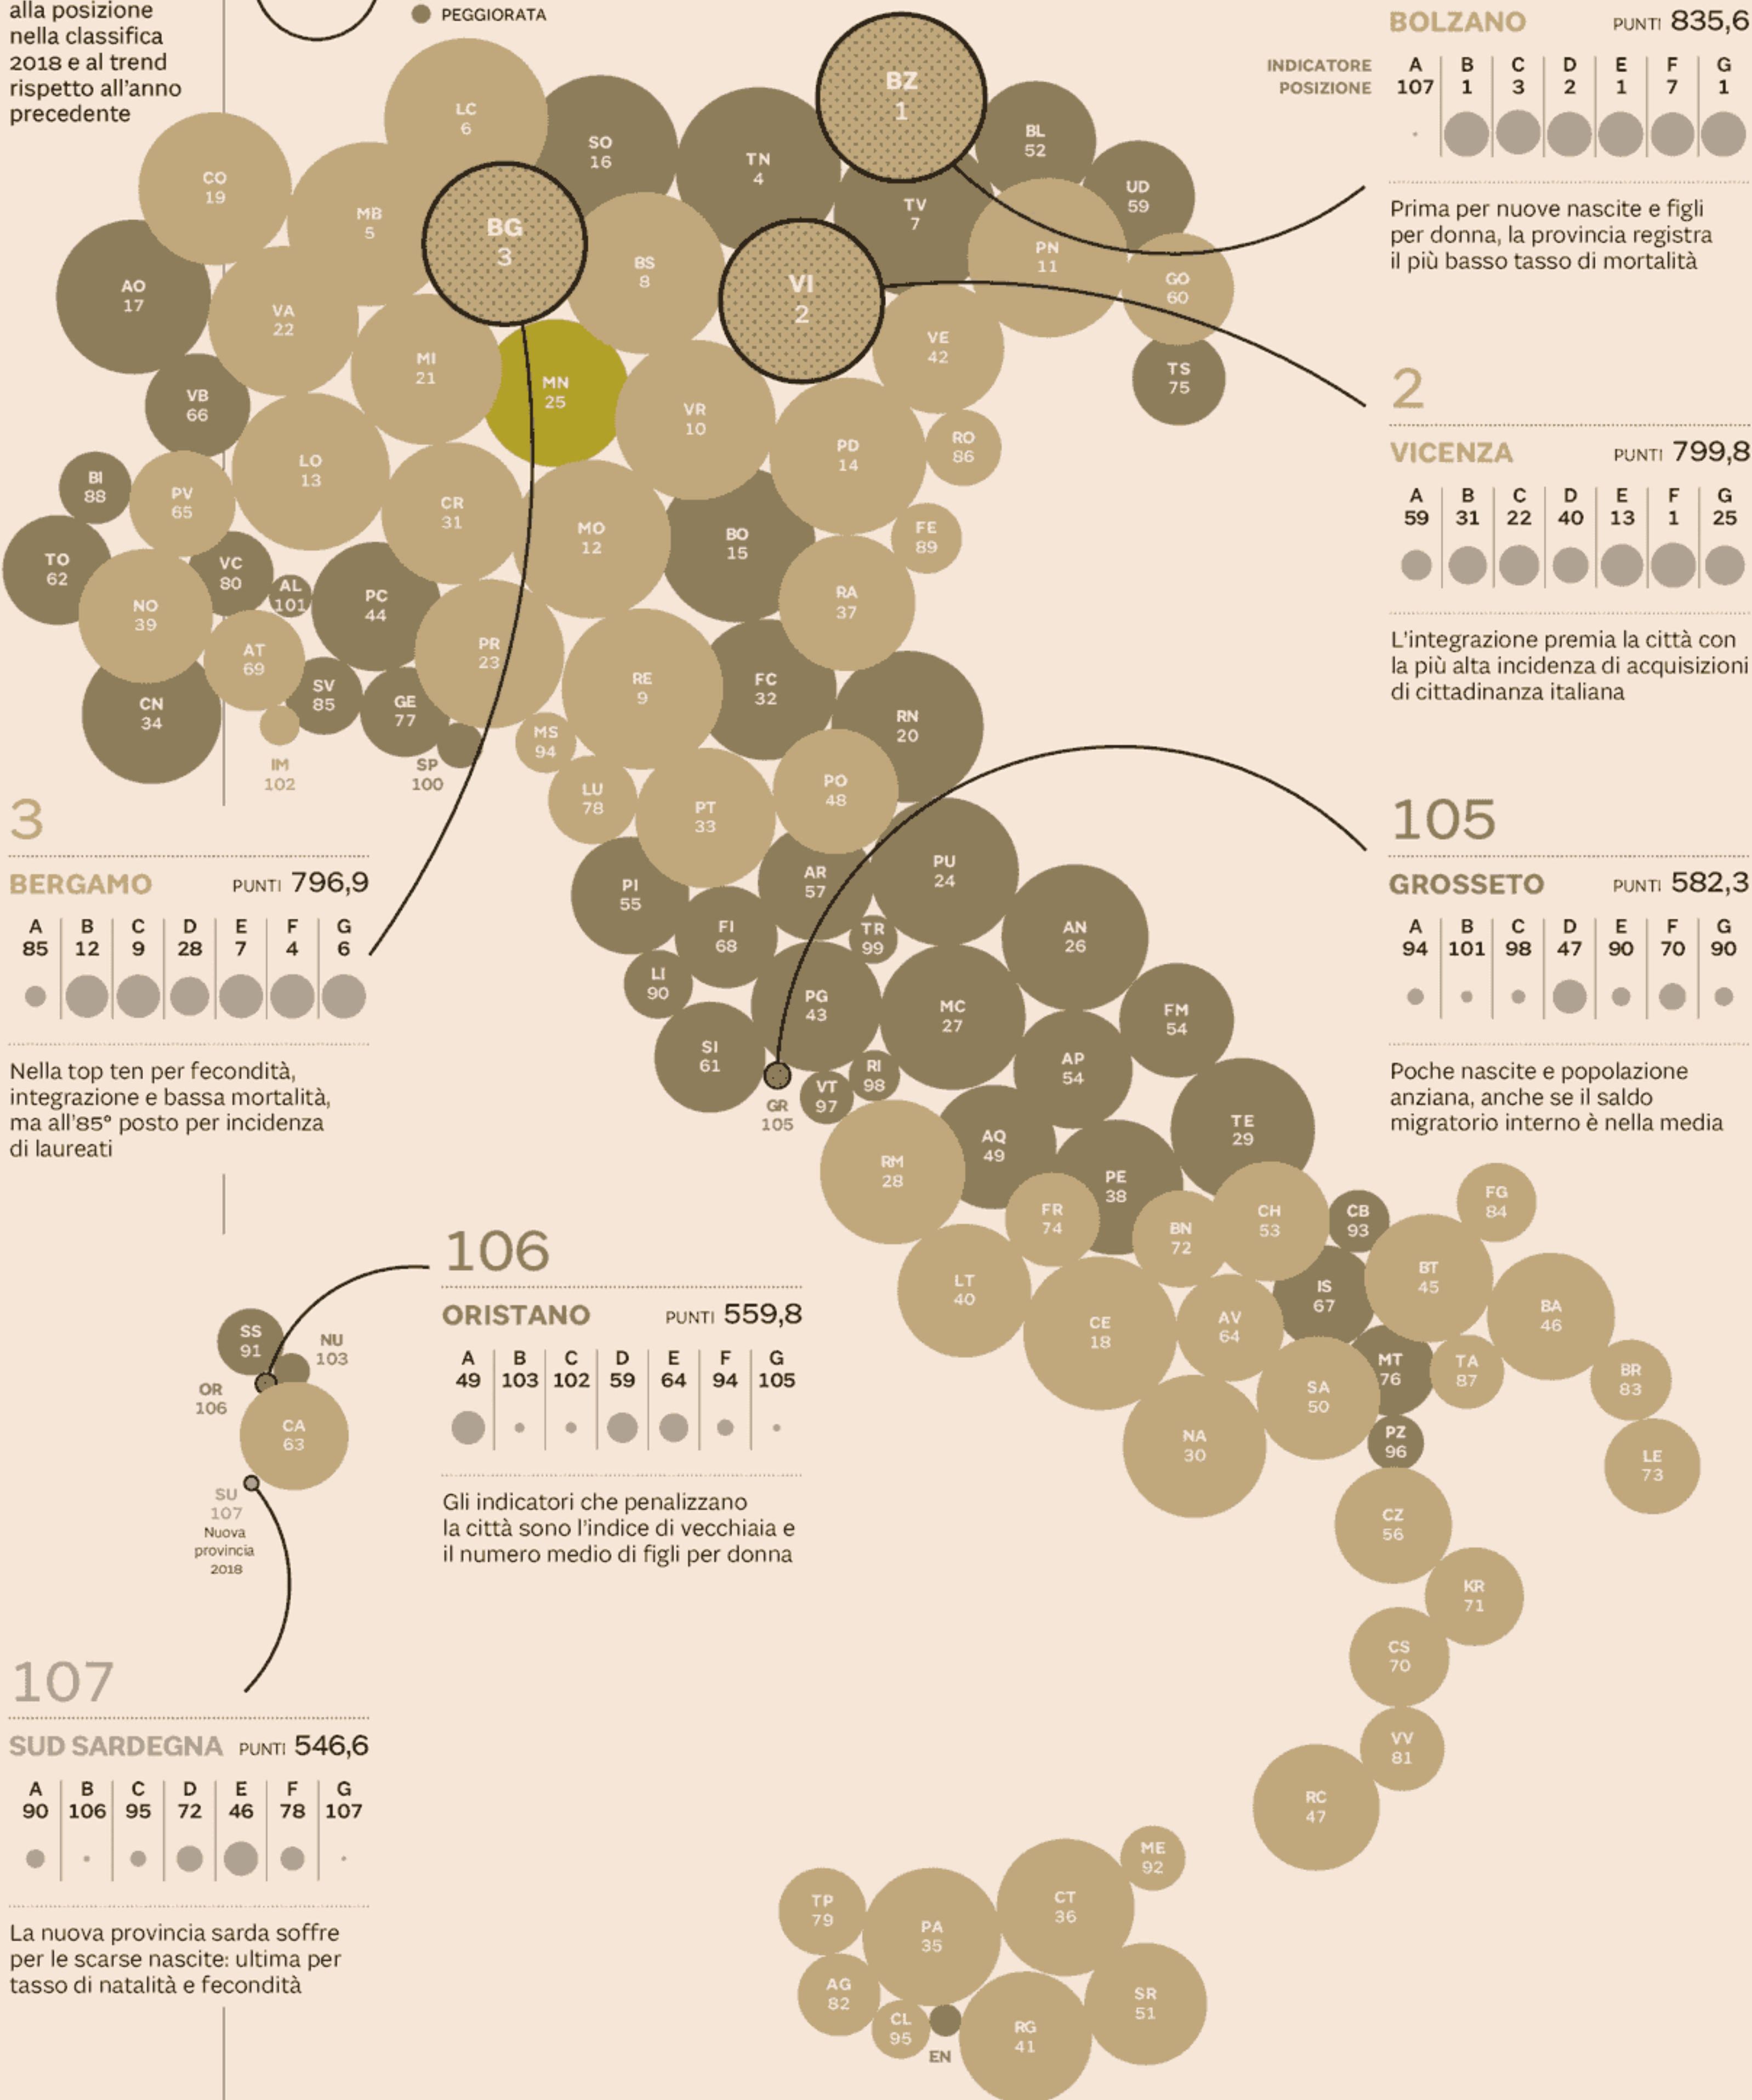 alla posizione
nella classifica
2018 e al trend
rispetto all'anno
precedente
PEGGIORATA
BOLZANO PUNTI 835,6
INDICATORE A B C D E F G
POSIZIONE 107 1 3 2 1 7 1
Prima per nuove nascite e figli
per donna, la provincia registra
il più basso tasso di mortalità
LC
6
SO
16
TN
4
BZ
1
BL
52
UD
59
CO
19
MB
5
BG
3
BS
8
VI
2
TV
7
PN
11
GO
60
AO
17
VA
22
MI
21
MN
25
VR
10
VE
42
TS
75
VB
66
LO
13
CR
31
MO
12
BO
15
PD
14
RO
86
BI
88
PV
65
FE
89
TO
62
VC
80
AL
101
NO
39
PC
44
RA
37
AT
69
PR
23
RE
9
FC
32
RN
20
CN
34
SV
85
GE
77
MS
94
IM
102
SP
100
LU
78
PT
33
PO
48
2
VICENZA PUNTI 799,8
A B C D E F G
59 31 22 40 13 1 25
L'integrazione premia la città con
la più alta incidenza di acquisizioni
di cittadinanza italiana
3
BERGAMO PUNTI 796,9
A B C D E F G
85 12 9 28 7 4 6
Nella top ten per fecondità,
integrazione e bassa mortalità,
ma all'85° posto per incidenza
di laureati
105
GROSSETO PUNTI 582,3
A B C D E F G
94 101 98 47 90 70 90
Poche nascite e popolazione
anziana, anche se il saldo
migratorio interno è nella media
PI
55
AR
57
PU
24
FI
68
TR
99
AN
26
LI
90
PG
43
MC
27
FM
54
SI
61
GR
105
VT
97
RI
98
AP
54
RM
28
AQ
49
PE
38
TE
29
FR
74
BN
72
CH
53
CB
93
FG
84
LT
40
CE
18
AV
64
IS
67
BT
45
BA
46
NA
30
SA
50
MT
76
TA
87
BR
83
PZ
96
LE
73
CZ
56
KR
71
CS
70
VV
81
RC
47
106
ORISTANO PUNTI 559,8
A B C D E F G
49 103 102 59 64 94 105
Gli indicatori che penalizzano
la città sono l'indice di vecchiaia e
il numero medio di figli per donna
SS
91
NU
103
OR
106
CA
63
SU
107
Nuova
provincia
2018
107
SUD SARDEGNA PUNTI 546,6
A B C D E F G
90 106 95 72 46 78 107
La nuova provincia sarda soffre
per le scarse nascite: ultima per
tasso di natalità e fecondità
ME
92
TP
79
PA
35
CT
36
AG
82
CL
95
EN
RG
41
SR
51